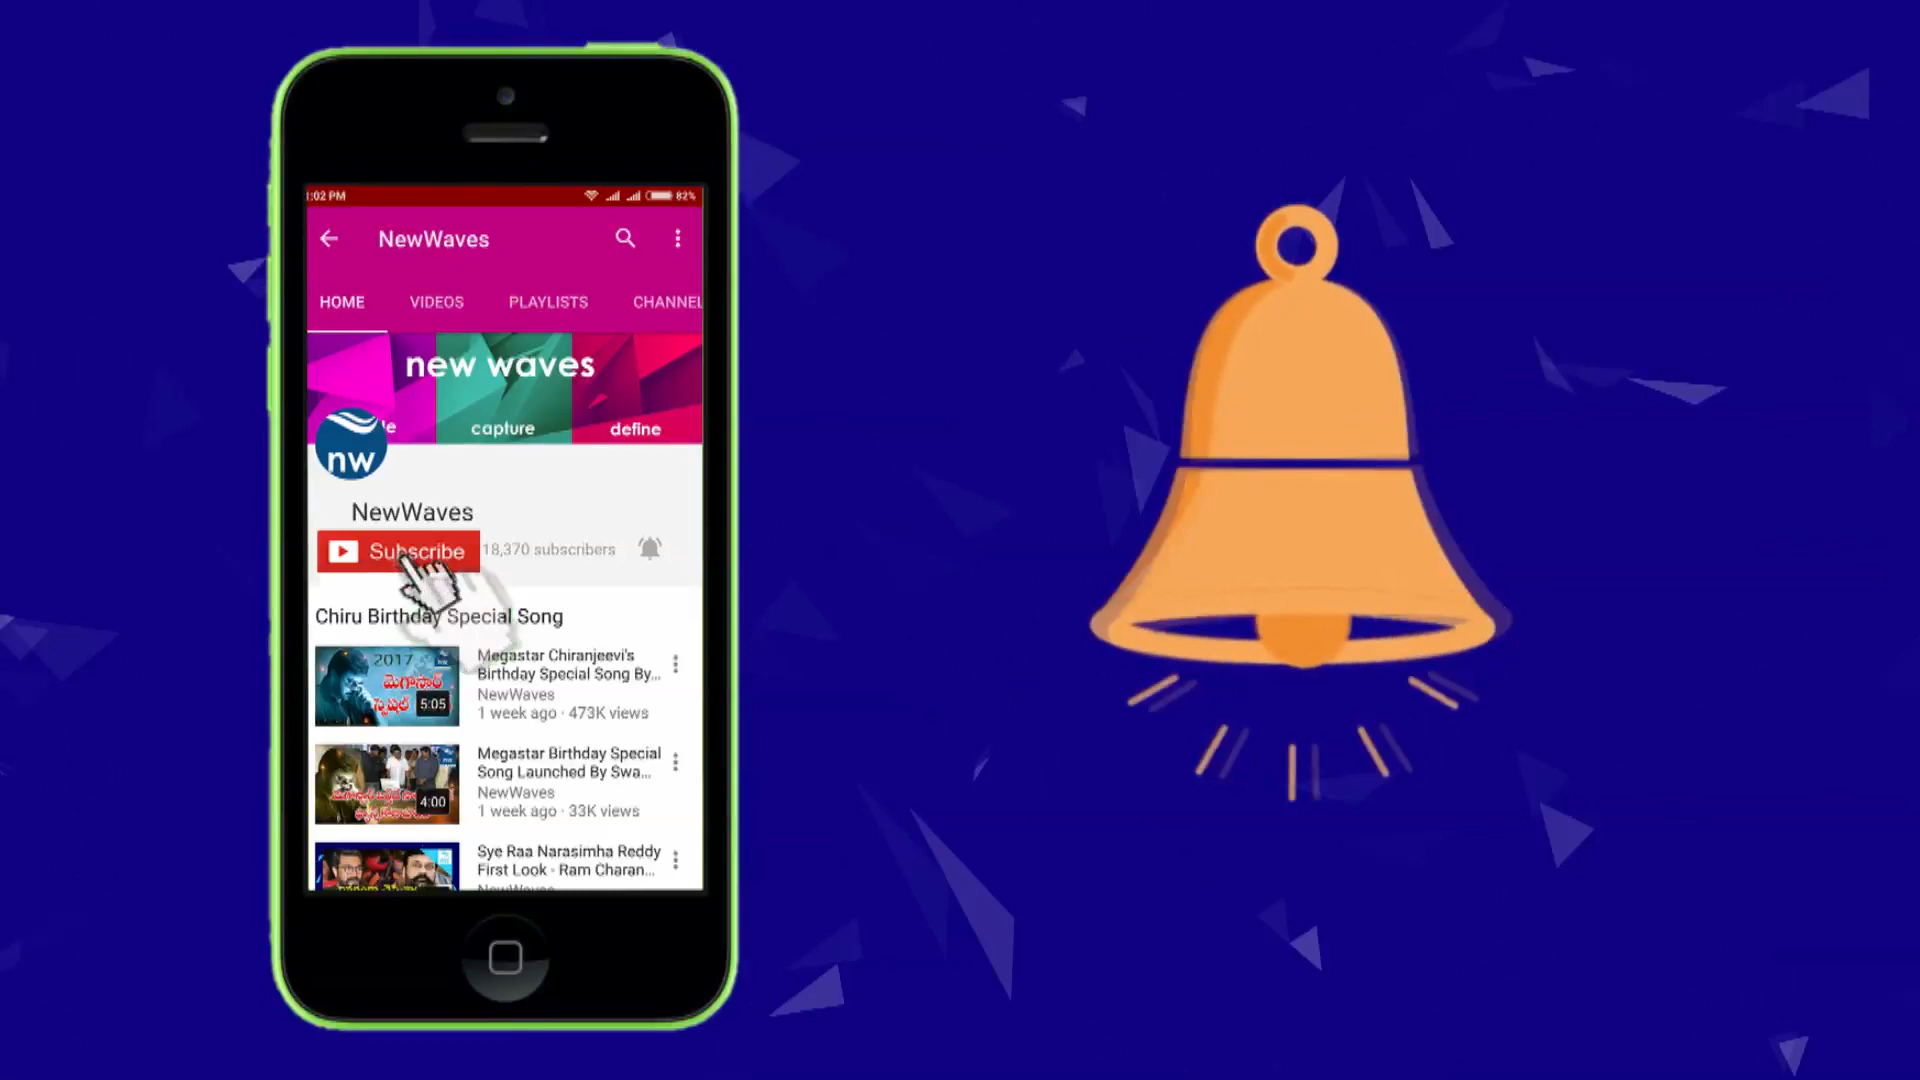 1:02 PM
82%
NewWaves
HOME VIDEOS PLAYLISTS CHANNEL
new waves
capture
define
nw
NewWaves
Subscribe 18,370 subscribers
Chiru Birthday Special Song
2017
మెగాస్టార్
స్పెషల్
5:05
Megastar Chiranjeevi's
Birthday Special Song By...
NewWaves
1 week ago · 473K views
4:00
Megastar Birthday Special
Song Launched By Swa...
NewWaves
1 week ago · 33K views
Sye Raa Narasimha Reddy
First Look - Ram Charan...
NewWaves